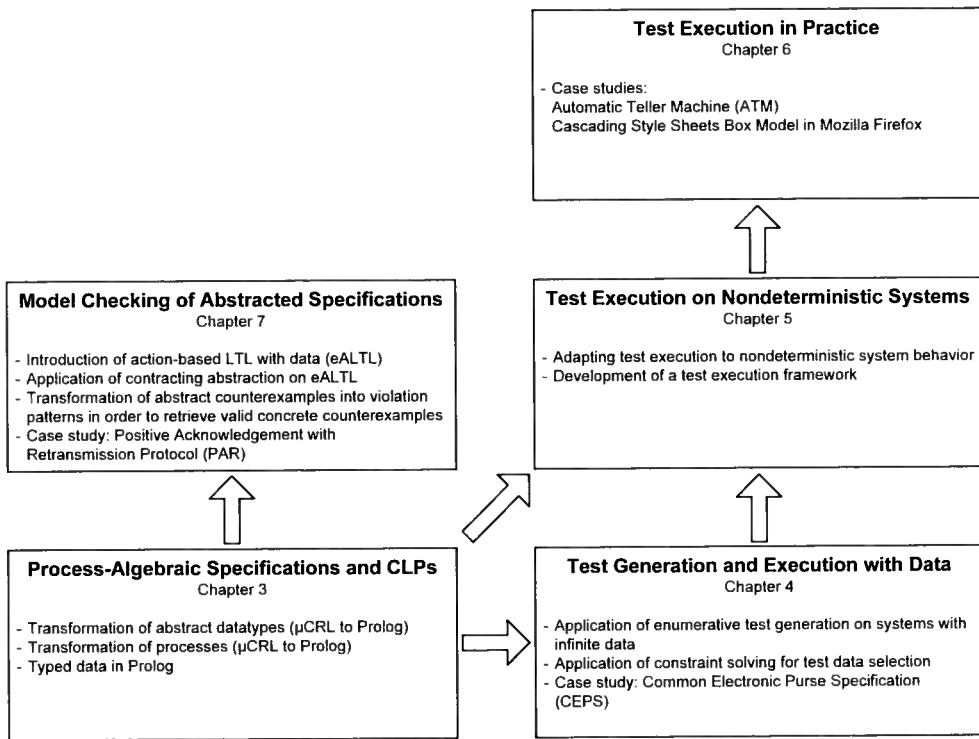 Test Execution in Practice
Chapter 6
- Case studies:
Automatic Teller Machine (ATM)
Cascading Style Sheets Box Model in Mozilla Firefox
Model Checking of Abstracted Specifications
Chapter 7
- Introduction of action-based LTL with data (eALTL)
- Application of contracting abstraction on eALTL
- Transformation of abstract counterexamples into violation
patterns in order to retrieve valid concrete counterexamples
- Case study: Positive Acknowledgement with
Retransmission Protocol (PAR)
Test Execution on Nondeterministic Systems
Chapter 5
- Adapting test execution to nondeterministic system behavior
- Development of a test execution framework
Process-Algebraic Specifications and CLPs
Chapter 3
- Transformation of abstract datatypes (µCRL to Prolog)
- Transformation of processes (µCRL to Prolog)
- Typed data in Prolog
Test Generation and Execution with Data
Chapter 4
- Application of enumerative test generation on systems with
infinite data
- Application of constraint solving for test data selection
- Case study: Common Electronic Purse Specification
(CEPS)